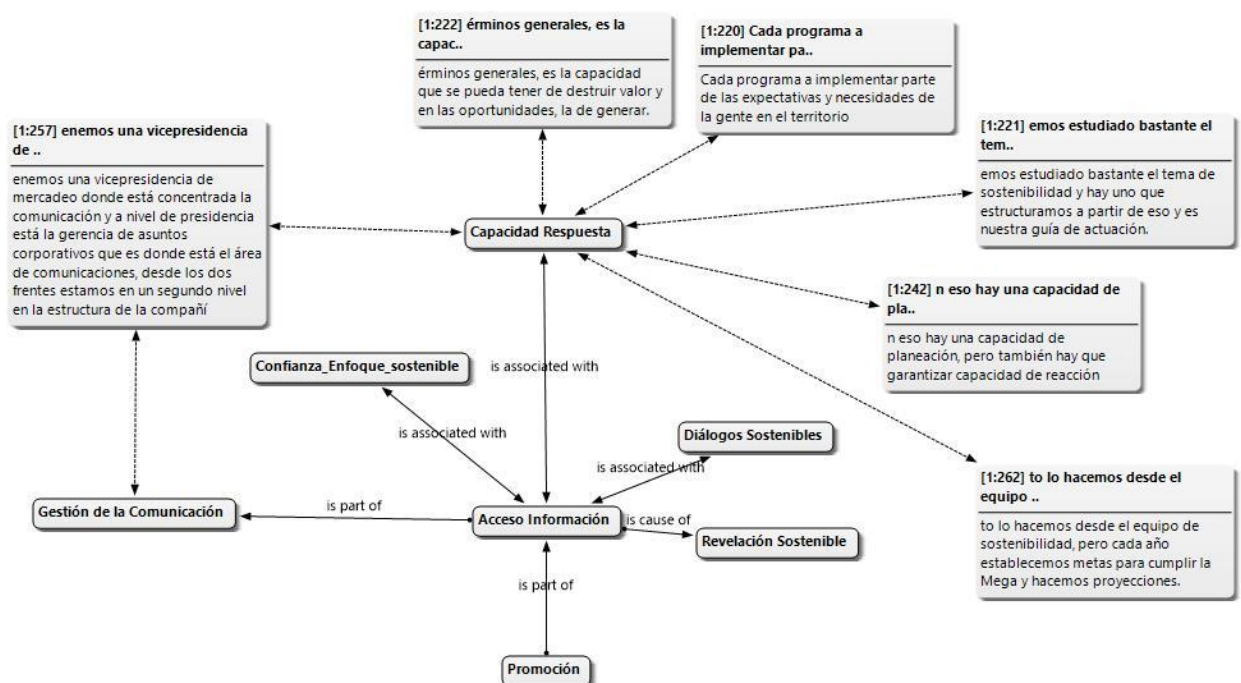 [1:222] érminos generales, es la
capac..
érminos generales, es la capacidad
que se pueda tener de destruir valor y
en las oportunidades, la de generar.
[1:220] Cada programa a
implementar pa..
Cada programa a implementar parte
de las expectativas y necesidades de
la gente en el territorio
[1:257] enemos una vicepresidencia
de ..
enemos una vicepresidencia de
mercadeo donde está concentrada la
comunicación y a nivel de presidencia
está la gerencia de asuntos
corporativos que es donde está el área
de comunicaciones, desde los dos
frentes estamos en un segundo nivel
en la estructura de la compañí
[1:221] emos estudiado bastante el
tem..
emos estudiado bastante el tema de
sostenibilidad y hay uno que
estructuramos a partir de eso y es
nuestra guía de actuación.
Capacidad Respuesta
[1:242] n eso hay una capacidad de
pla..
n eso hay una capacidad de
planeación, pero también hay que
garantizar capacidad de reacción
Confianza_Enfoque_sostenible
is associated with
is associated with
Diálogos Sostenibles
is associated with
[1:262] to lo hacemos desde el
equipo ..
to lo hacemos desde el equipo de
sostenibilidad, pero cada año
establecemos metas para cumplir la
Mega y hacemos proyecciones.
Gestión de la Comunicación
is part of
Acceso Información
is cause of
Revelación Sostenible
is part of
Promoción